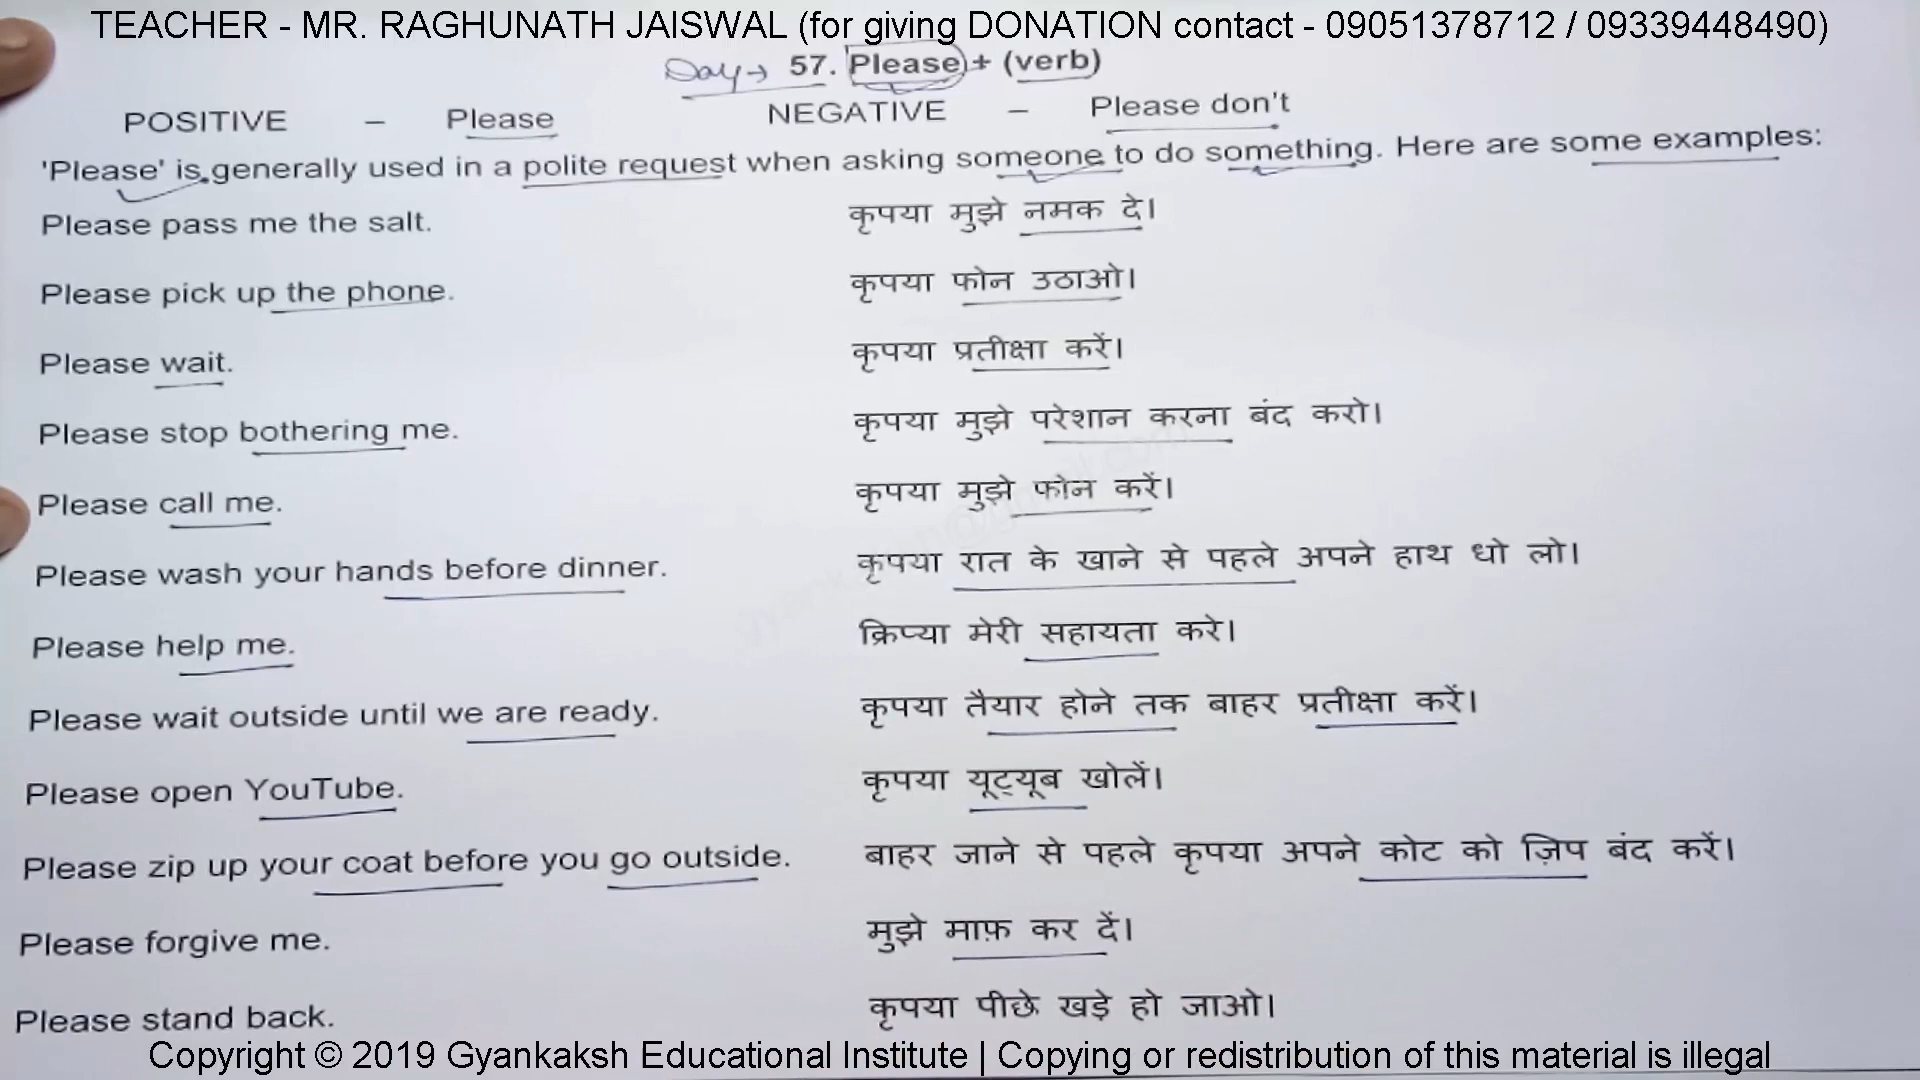 TEACHER - MR. RAGHUNATH JAISWAL (for giving DONATION contact - 09051378712 / 09339448490)
Day → 57. Please + (verb)
POSITIVE – Please NEGATIVE – Please don't
'Please' is generally used in a polite request when asking someone to do something. Here are some examples:
Please pass me the salt. कृपया मुझे नमक दे।
Please pick up the phone. कृपया फोन उठाओ।
Please wait. कृपया प्रतीक्षा करें।
Please stop bothering me. कृपया मुझे परेशान करना बंद करो।
Please call me. कृपया मुझे फोन करें।
Please wash your hands before dinner. कृपया रात के खाने से पहले अपने हाथ धो लो।
Please help me. क्रिप्या मेरी सहायता करे।
Please wait outside until we are ready. कृपया तैयार होने तक बाहर प्रतीक्षा करें।
Please open YouTube. कृपया यूट्यूब खोलें।
Please zip up your coat before you go outside. बाहर जाने से पहले कृपया अपने कोट को ज़िप बंद करें।
Please forgive me. मुझे माफ़ कर दें।
Please stand back. कृपया पीछे खड़े हो जाओ।
Copyright © 2019 Gyankaksh Educational Institute | Copying or redistribution of this material is illegal